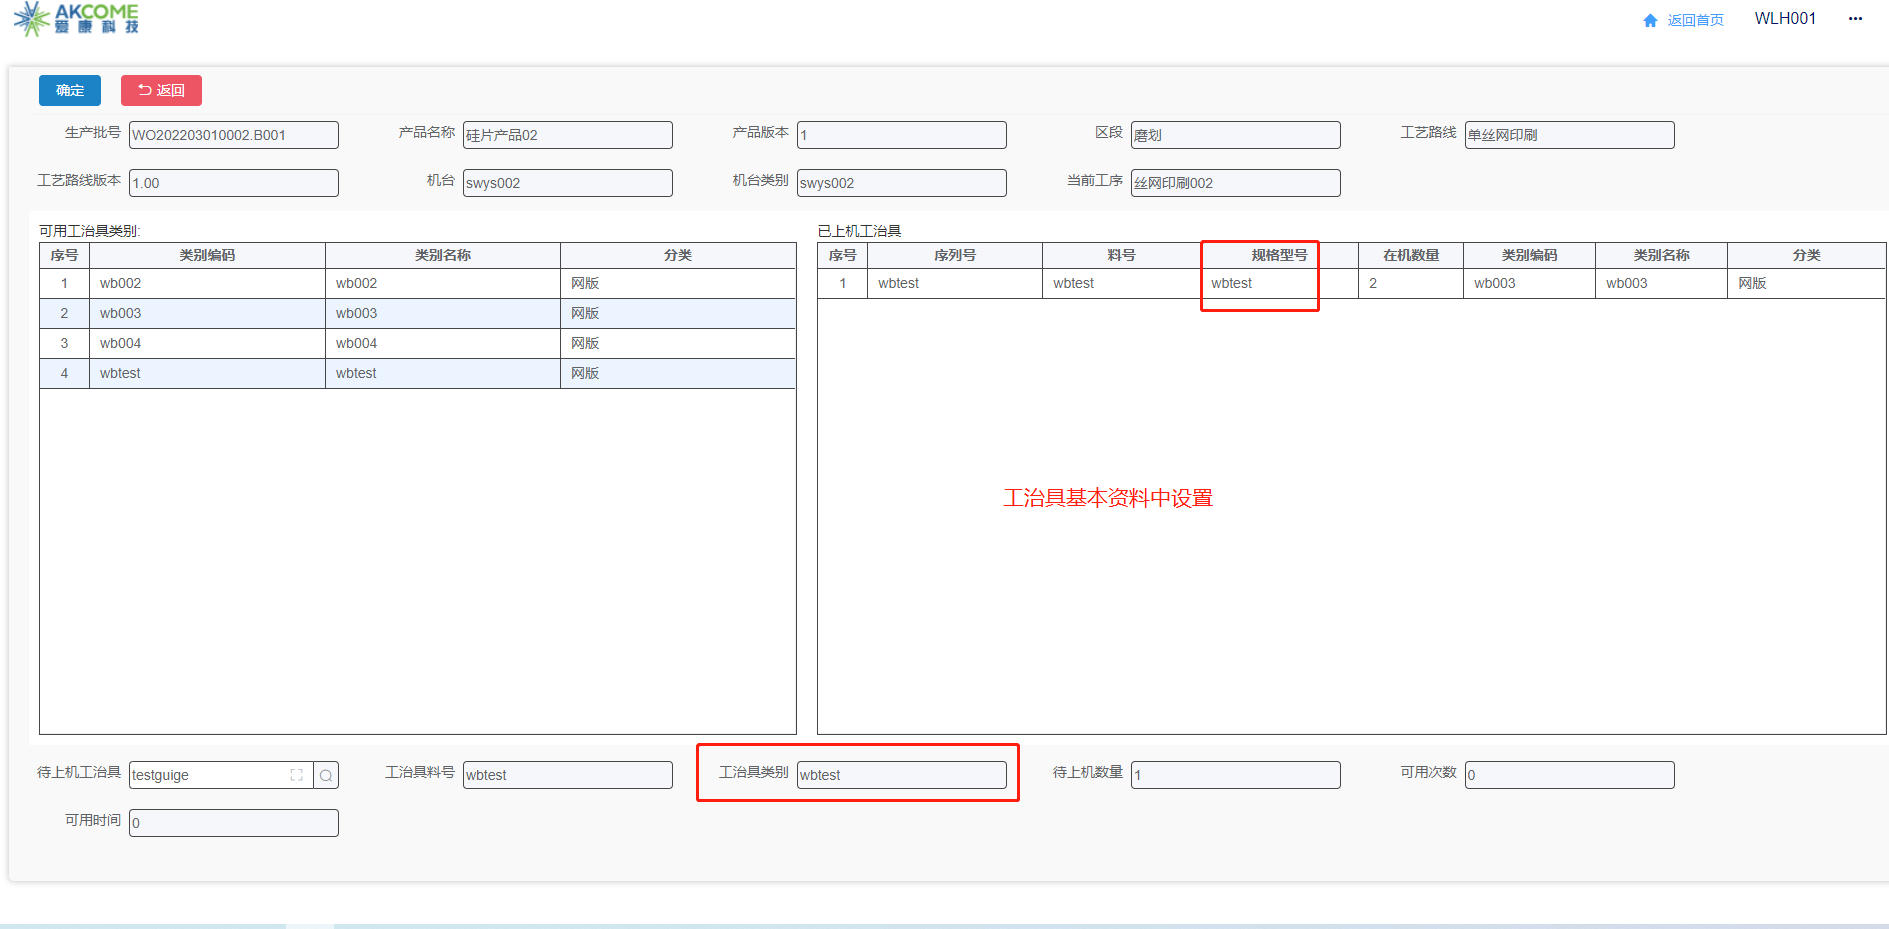 AKCOME
爱康科技
返回首页 WLH001 ···
确定 返回
生产批号 WO202203010002.B001 产品名称 硅片产品02 产品版本 1 区段 磨划 工艺路线 单丝网印刷
工艺路线版本 1.00 机台 swys002 机台类别 swys002 当前工序 丝网印刷002
可用工治具类别:
序号 类别编码 类别名称 分类
1 wb002 wb002 网版
2 wb003 wb003 网版
3 wb004 wb004 网版
4 wbtest wbtest 网版
已上机工治具
序号 序列号 料号 规格型号 在机数量 类别编码 类别名称 分类
1 wbtest wbtest wbtest 2 wb003 wb003 网版
工治具基本资料中设置
待上机工治具 testguige 工治具料号 wbtest 工治具类别 wbtest 待上机数量 1 可用次数 0
可用时间 0